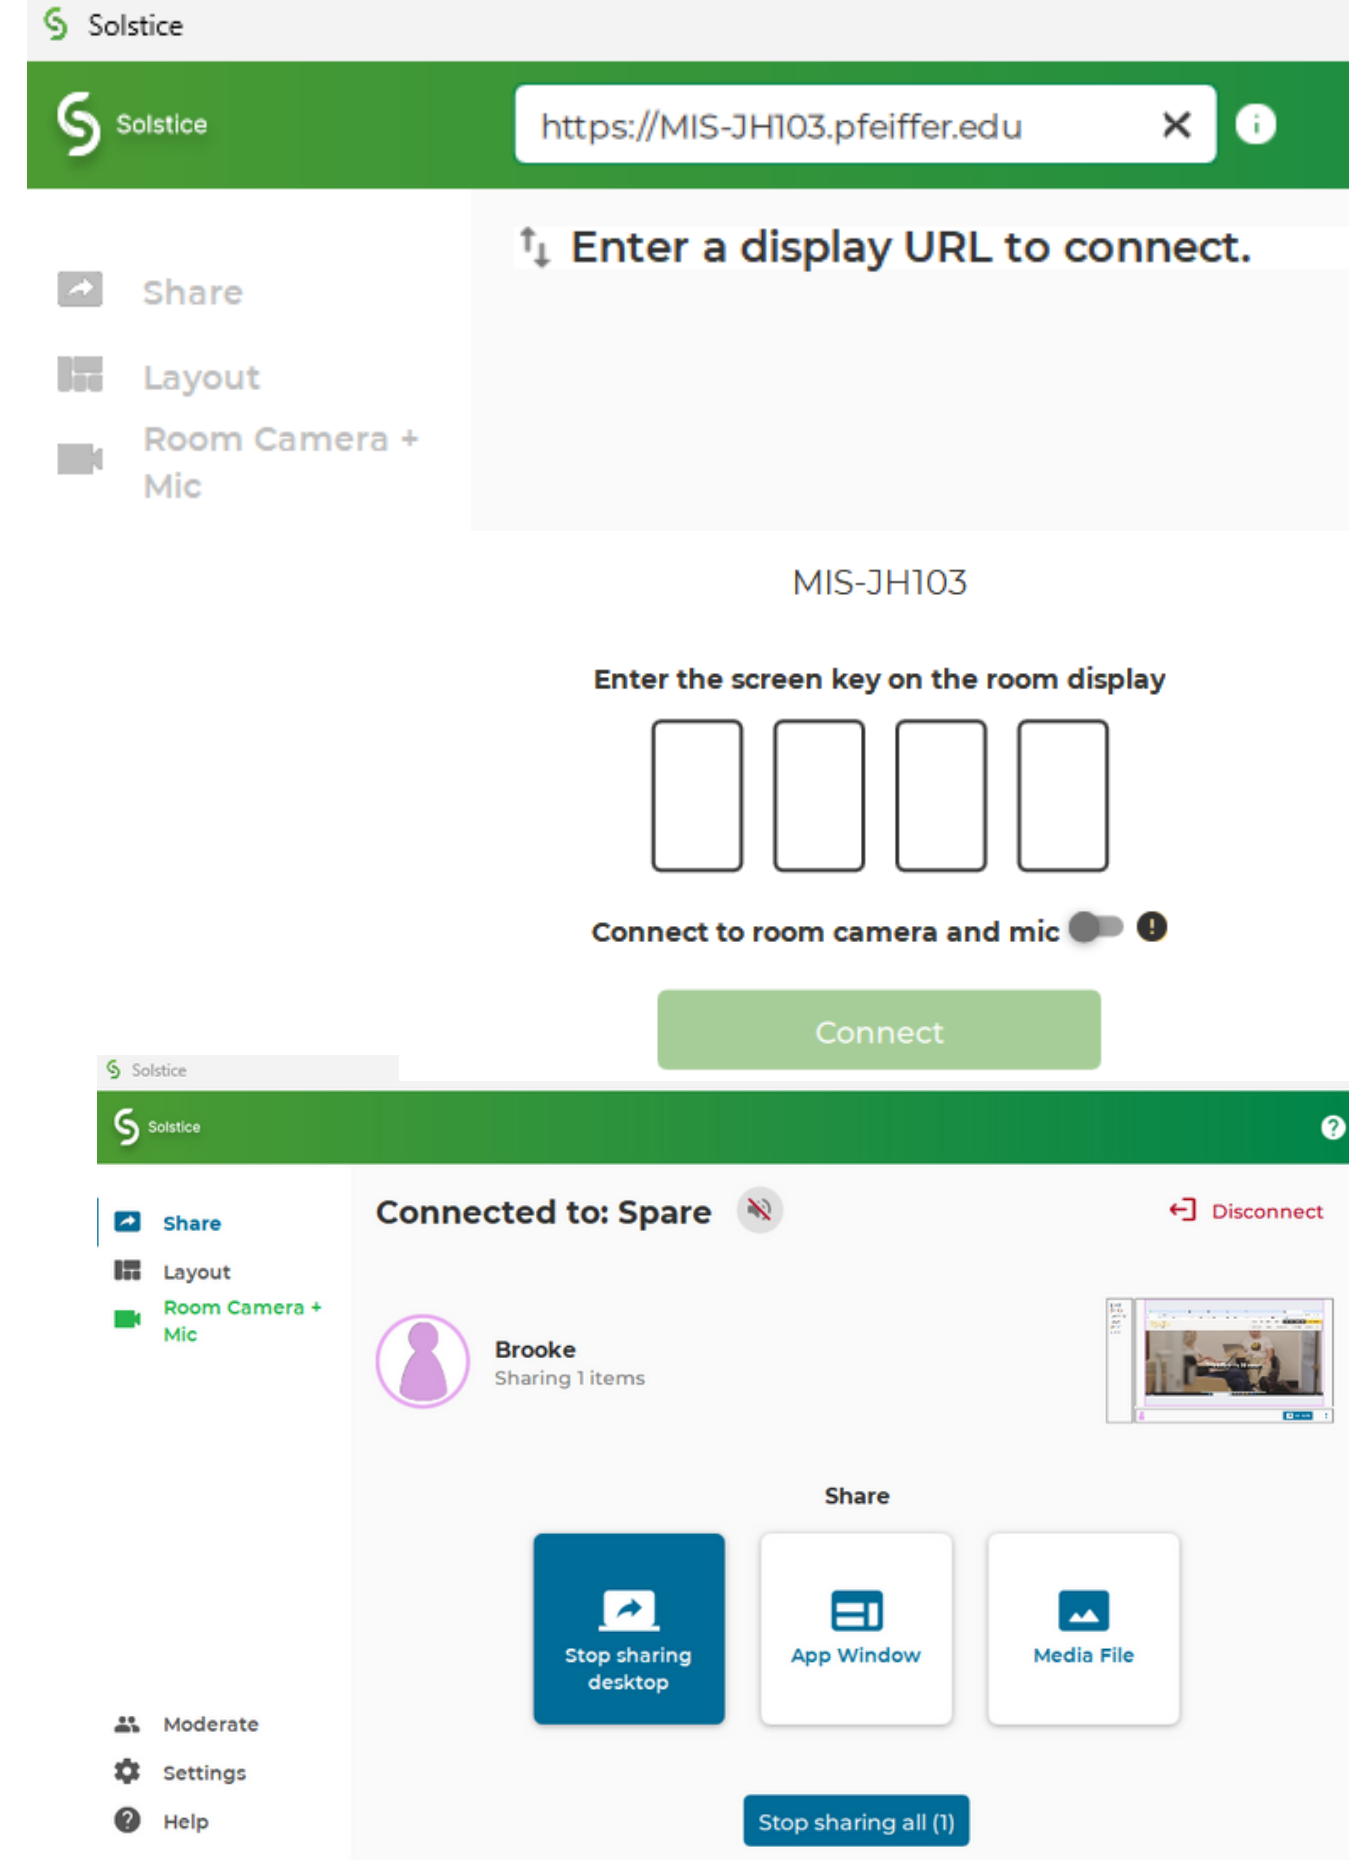 Solstice
Solstice
https://MIS-JH103.pfeiffer.edu
Enter a display URL to connect.
Share
Layout
Room Camera +
Mic
MIS-JH103
Enter the screen key on the room display
Connect to room camera and mic
Connect
Solstice
Solstice
Share
Layout
Room Camera +
Mic
Connected to: Spare
Disconnect
Brooke
Sharing 1 items
Share
Stop sharing
desktop
App Window
Media File
Moderate
Settings
Help
Stop sharing all (1)